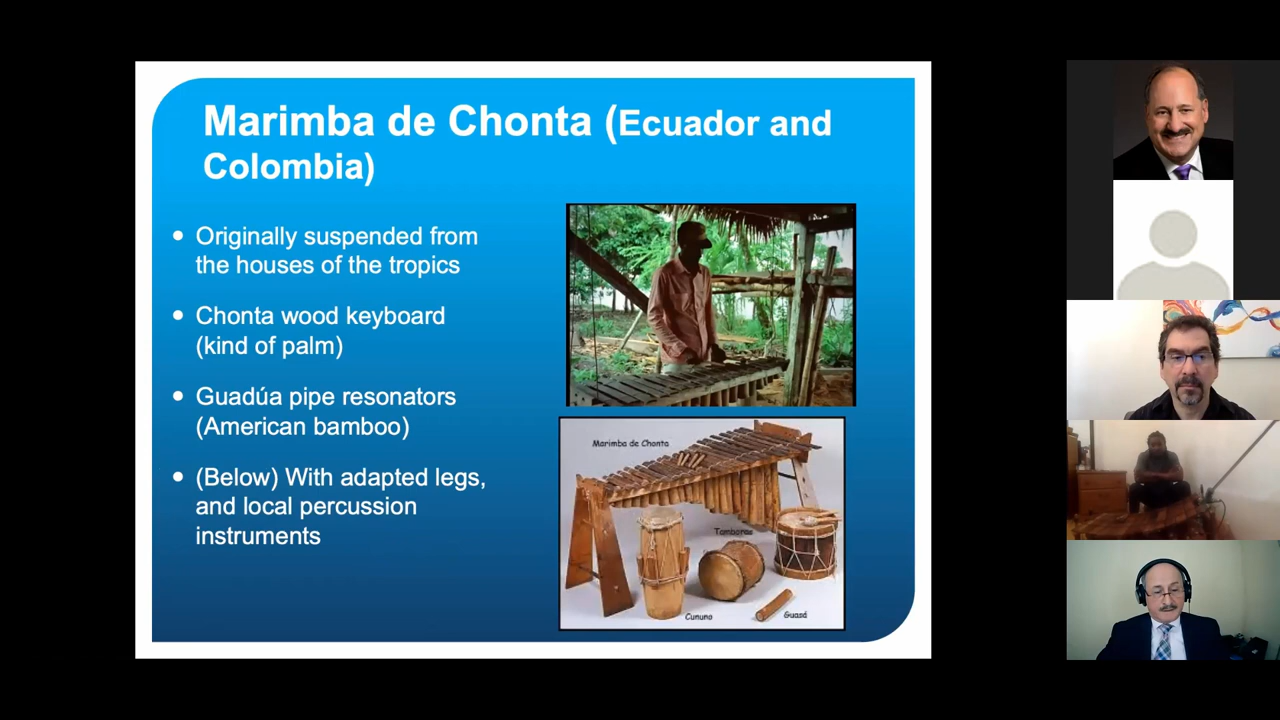 Marimba de Chonta (Ecuador and
Colombia)
Originally suspended from
the houses of the tropics
Chonta wood keyboard
(kind of palm)
Guadúa pipe resonators
(American bamboo)
(Below) With adapted legs,
and local percussion
instruments
Marimba de Chonta
Tambores
Cununo
Guasá